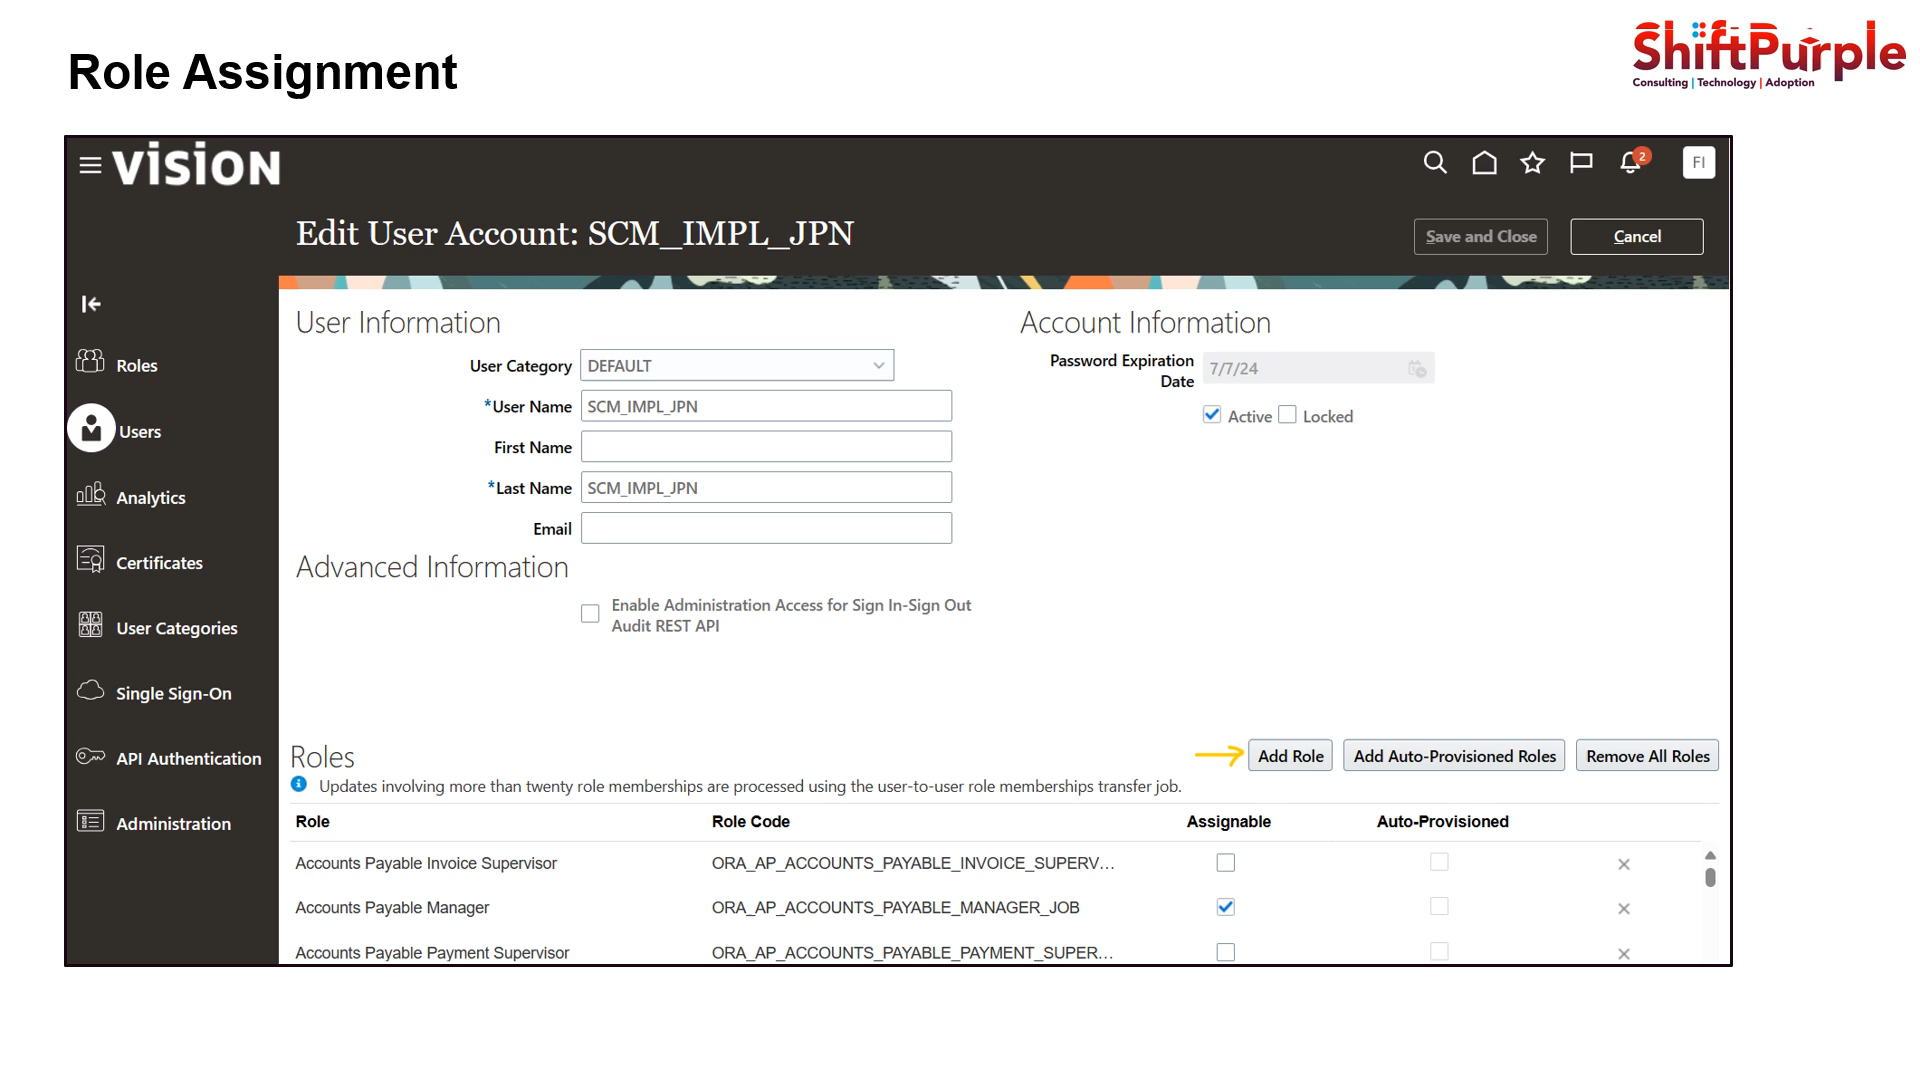 Role Assignment
ShiftPurple
Consulting | Technology | Adoption
VISION
2
FI
Edit User Account: SCM_IMPL_JPN
Save and Close
Cancel
Roles
Users
Analytics
Certificates
User Categories
Single Sign-On
API Authentication
Administration
User Information
User Category DEFAULT
*User Name SCM_IMPL_JPN
First Name
*Last Name SCM_IMPL_JPN
Email
Account Information
Password Expiration
Date
7/7/24
Active Locked
Advanced Information
Enable Administration Access for Sign In-Sign Out
Audit REST API
Roles
Add Role
Add Auto-Provisioned Roles
Remove All Roles
Updates involving more than twenty role memberships are processed using the user-to-user role memberships transfer job.
Role Role Code Assignable Auto-Provisioned
Accounts Payable Invoice Supervisor ORA_AP_ACCOUNTS_PAYABLE_INVOICE_SUPERV...
Accounts Payable Manager ORA_AP_ACCOUNTS_PAYABLE_MANAGER_JOB
Accounts Payable Payment Supervisor ORA_AP_ACCOUNTS_PAYABLE_PAYMENT_SUPER...